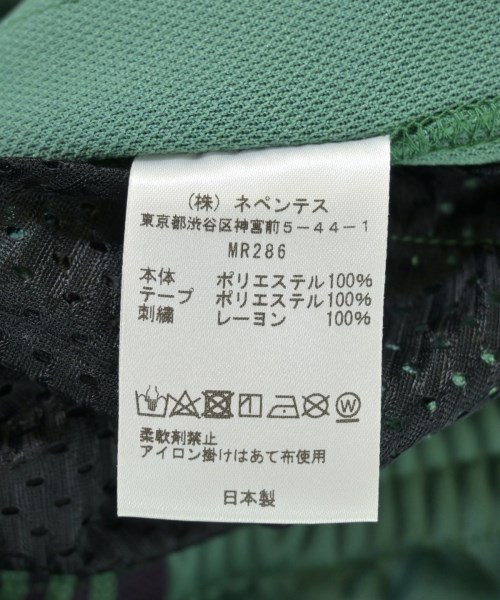 （株）ネペンテス
東京都渋谷区神宮前５－４４－１
MR286
本体 ポリエステル100%
テープ ポリエステル100%
刺繍 レーヨン 100%
W
柔軟剤禁止
アイロン掛けはあて布使用
日本製